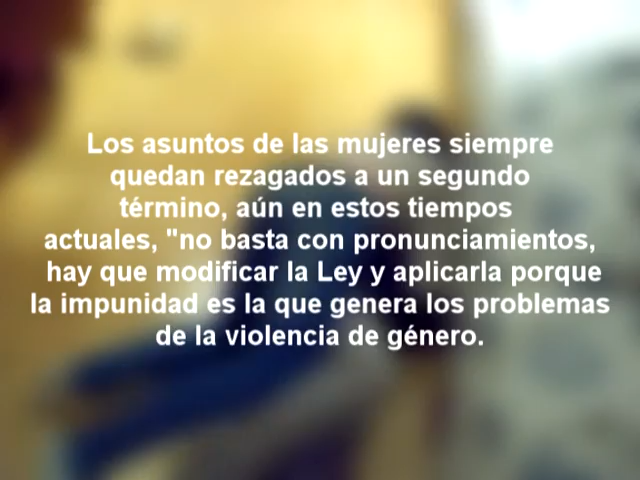 Los asuntos de las mujeres siempre
quedan rezagados a un segundo
término, aún en estos tiempos
actuales, "no basta con pronunciamientos,
hay que modificar la Ley y aplicarla porque
la impunidad es la que genera los problemas
de la violencia de género.